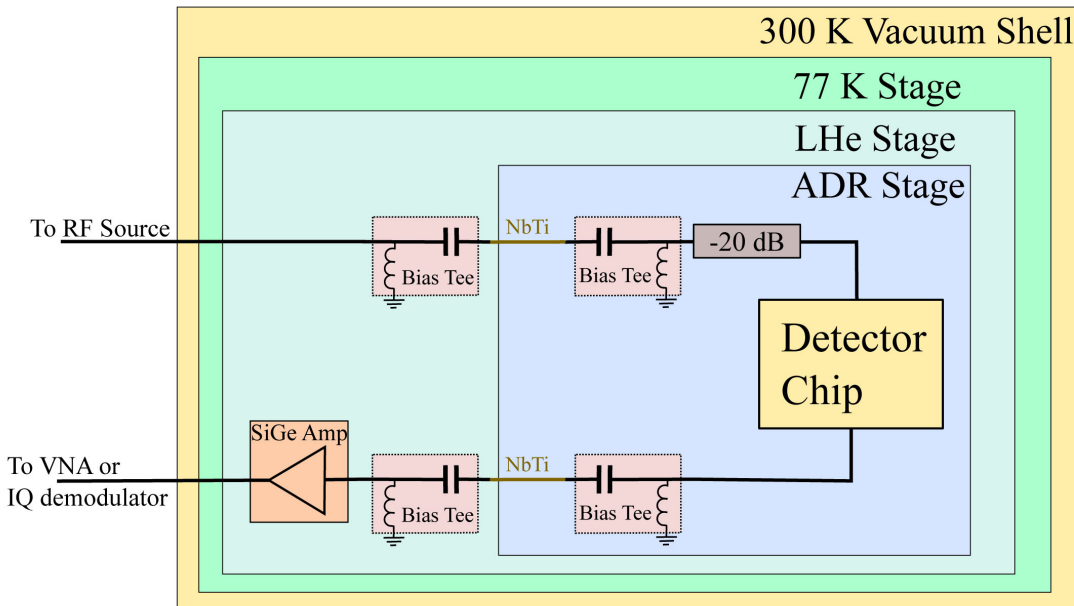 300 K Vacuum Shell
77 K Stage
LHe Stage
ADR Stage
To RF Source
NbTi
-20 dB
Bias Tee
Bias Tee
Detector
Chip
SiGe Amp
To VNA or
IQ demodulator
NbTi
Bias Tee
Bias Tee